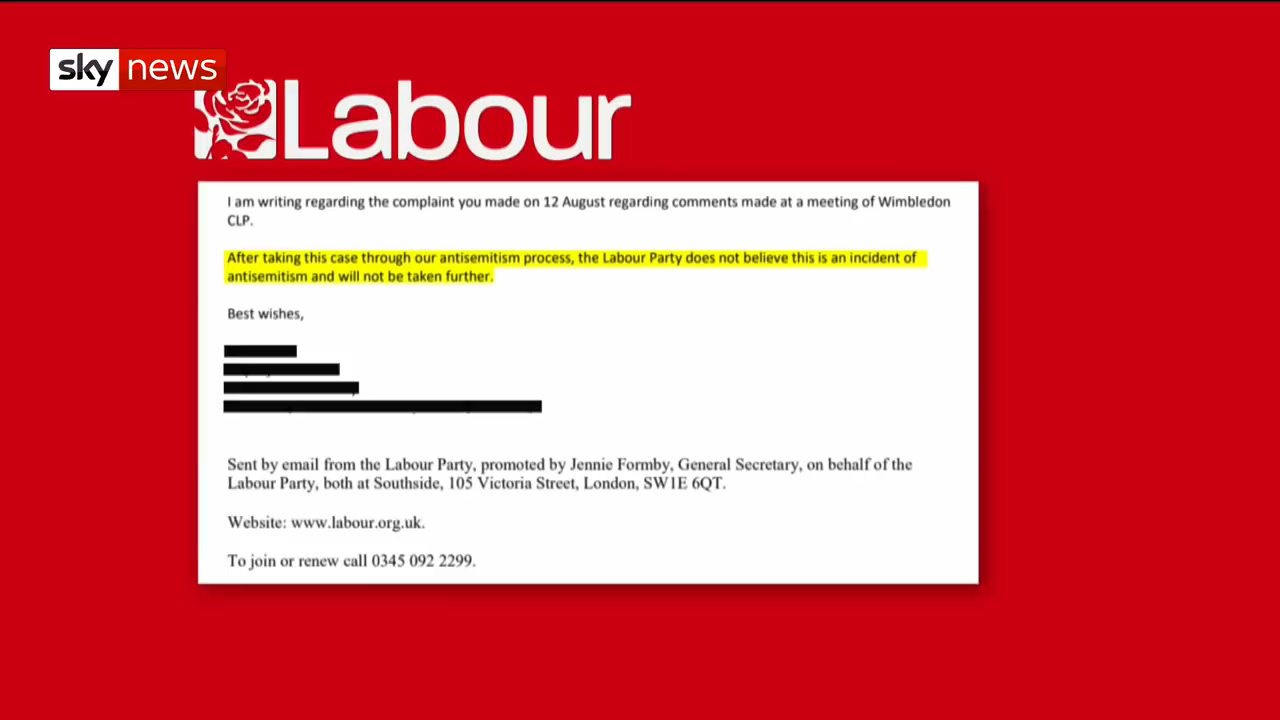 sky news
Labour
I am writing regarding the complaint you made on 12 August regarding comments made at a meeting of Wimbledon
CLP.
After taking this case through our antisemitism process, the Labour Party does not believe this is an incident of
antisemitism and will not be taken further.
Best wishes,
Sent by email from the Labour Party, promoted by Jennie Formby, General Secretary, on behalf of the
Labour Party, both at Southside, 105 Victoria Street, London, SW1E 6QT.
Website: www.labour.org.uk.
To join or renew call 0345 092 2299.